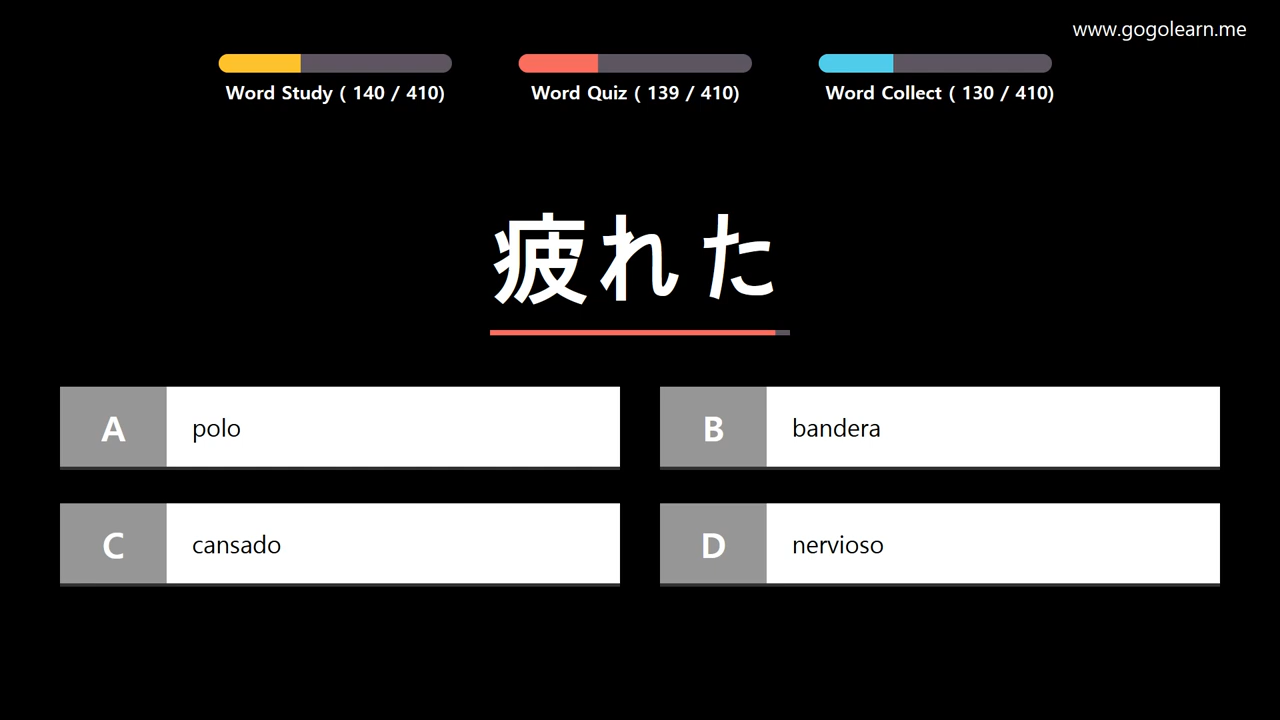 www.gogolearn.me
Word Study ( 140 / 410)
Word Quiz ( 139 / 410)
Word Collect ( 130 / 410)
疲れた
A polo
B bandera
C cansado
D nervioso